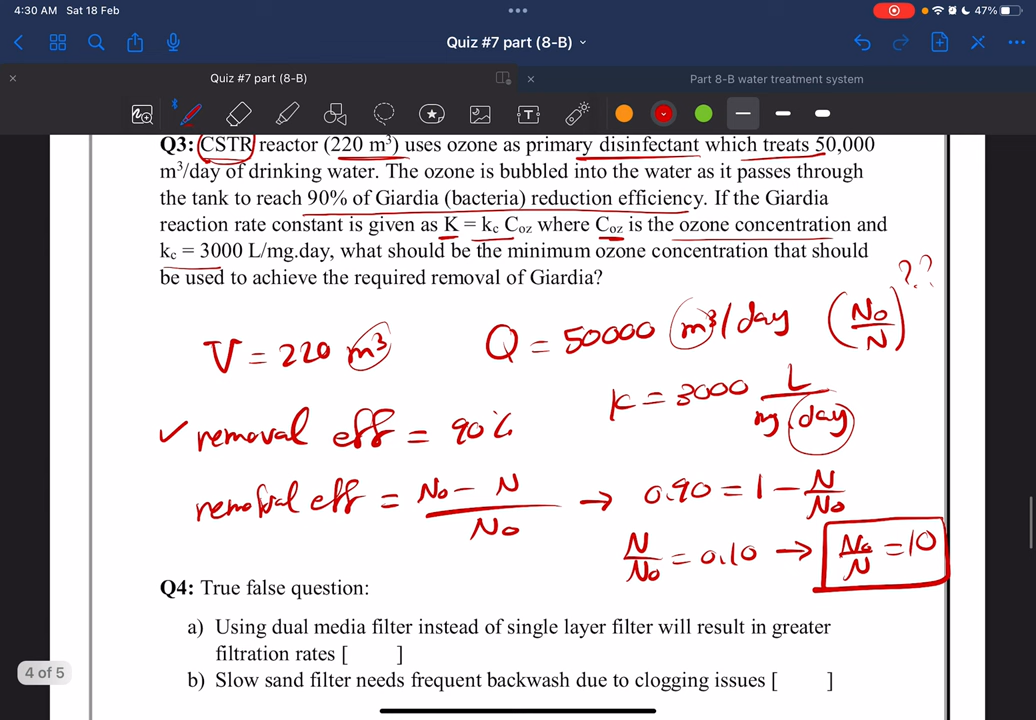 4:30 AM Sat 18 Feb
47%
Quiz #7 part (8-B)
Quiz #7 part (8-B)
Part 8-B water treatment system
Q3: CSTR reactor (220 m³) uses ozone as primary disinfectant which treats 50,000
m³/day of drinking water. The ozone is bubbled into the water as it passes through
the tank to reach 90% of Giardia (bacteria) reduction efficiency. If the Giardia
reaction rate constant is given as K = kc Coz where Coz is the ozone concentration and
kc = 3000 L/mg.day, what should be the minimum ozone concentration that should
be used to achieve the required removal of Giardia?
??
V = 220 m³ Q = 50000 m³/day (No/N)
K = 3000 L/mg.day
✓ removal eff = 90%
removal eff = No - N/No → 0.90 = 1 - N/No
N/No = 0.10 → No/N = 10
Q4: True false question:
a) Using dual media filter instead of single layer filter will result in greater
filtration rates [ ]
4 of 5
b) Slow sand filter needs frequent backwash due to clogging issues [ ]